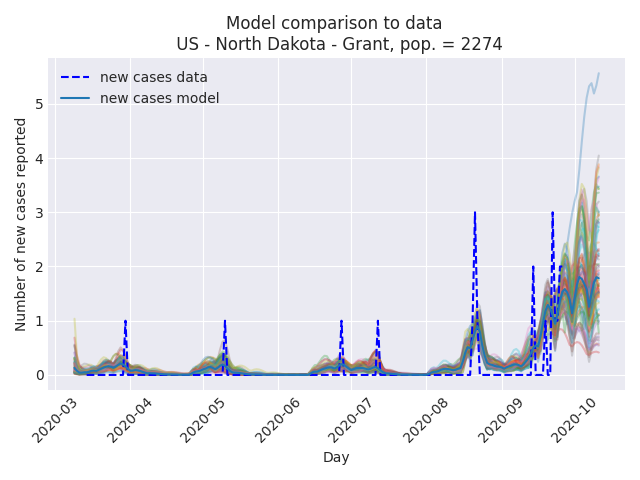 Model comparison to data
US - North Dakota - Grant, pop. = 2274
new cases data
new cases model
Number of new cases reported
5
4
3
2
1
0
2020-03
2020-04
2020-05
2020-06
2020-07
2020-08
2020-09
2020-10
Day